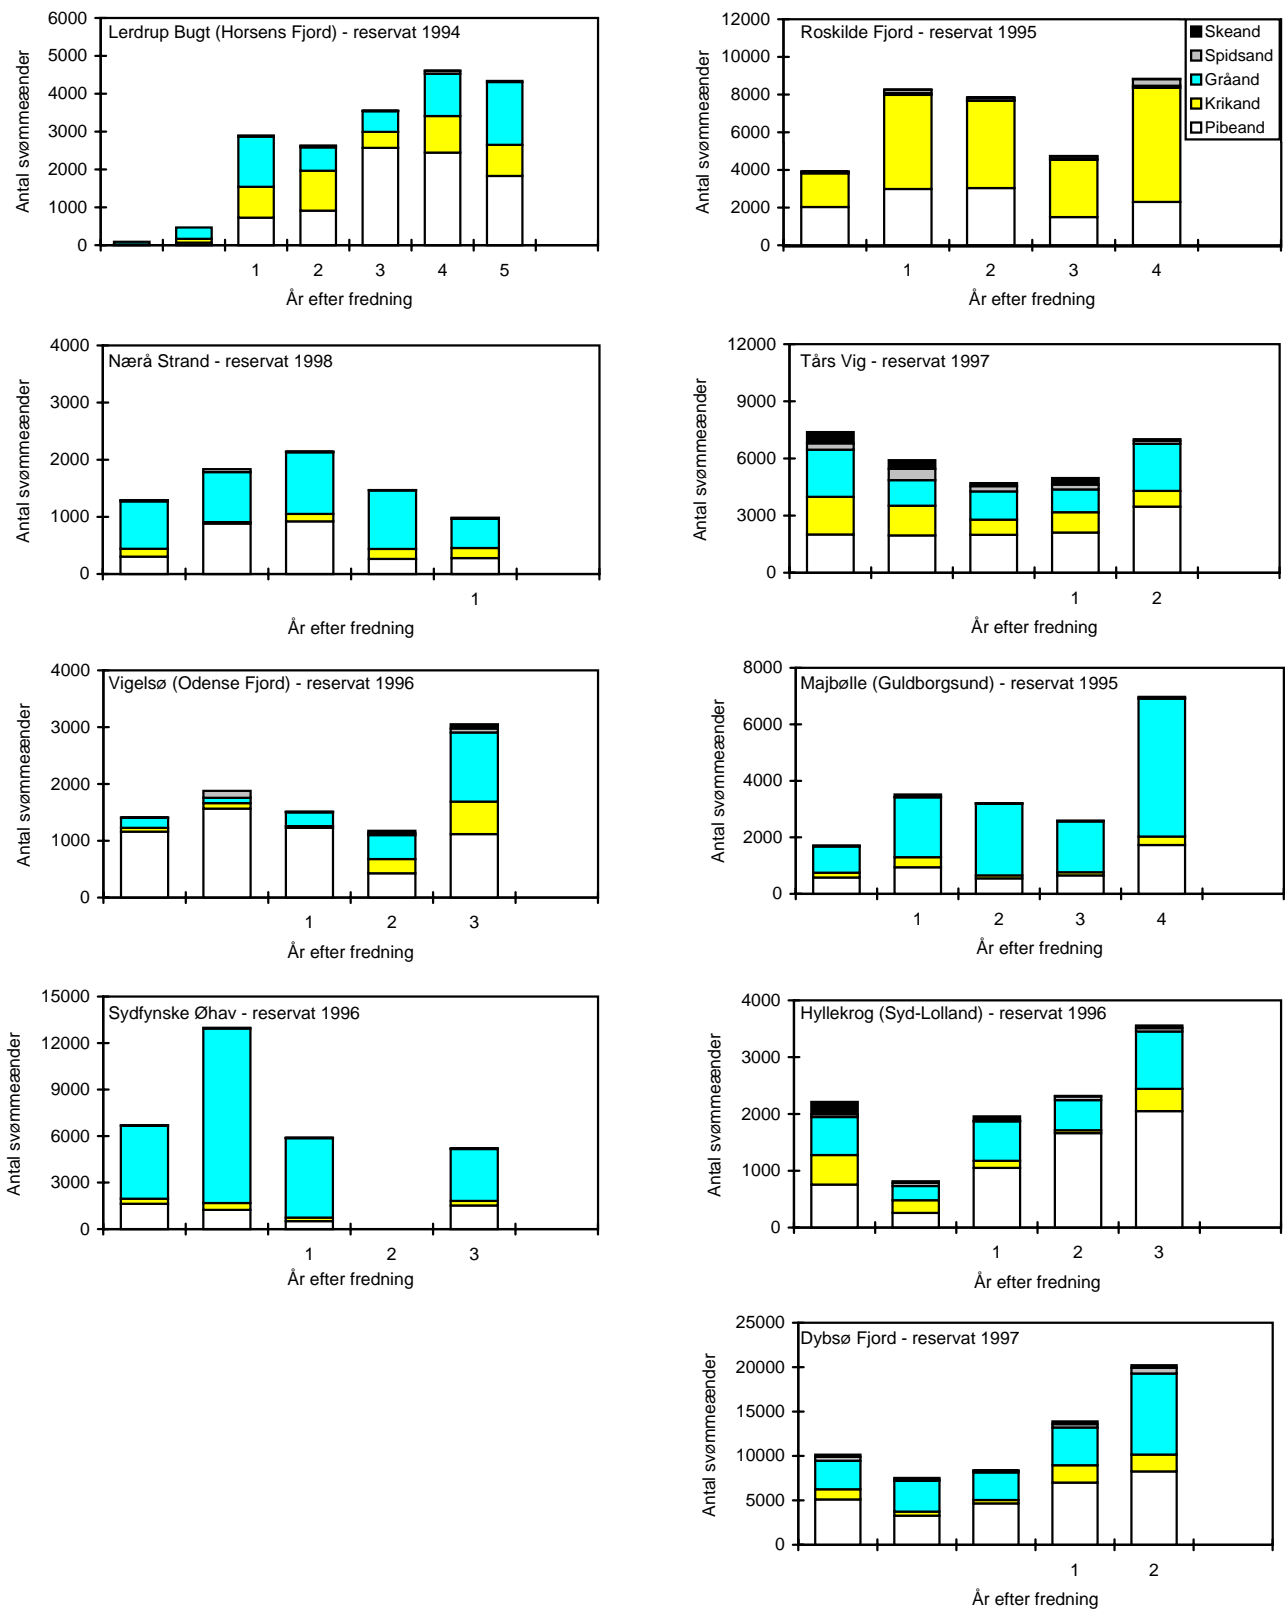 Lerdrup Bugt (Horsens Fjord) - reservat 1994
Antal svømmeænder
6000
5000
4000
3000
2000
1000
0
1 2 3 4 5
År efter fredning
Roskilde Fjord - reservat 1995
Antal svømmeænder
12000
10000
8000
6000
4000
2000
0
Skeand
Spidsand
Gråand
Krikand
Pibeand
1 2 3 4
År efter fredning
Nærå Strand - reservat 1998
Antal svømmeænder
4000
3000
2000
1000
0
1
År efter fredning
Tårs Vig - reservat 1997
Antal svømmeænder
12000
9000
6000
3000
0
1 2
År efter fredning
Vigelsø (Odense Fjord) - reservat 1996
Antal svømmeænder
4000
3000
2000
1000
0
1 2 3
År efter fredning
Majbølle (Guldborgsund) - reservat 1995
Antal svømmeænder
8000
6000
4000
2000
0
1 2 3 4
År efter fredning
Sydfynske Øhav - reservat 1996
Antal svømmeænder
15000
12000
9000
6000
3000
0
1 2 3
År efter fredning
Hyllekrog (Syd-Lolland) - reservat 1996
Antal svømmeænder
4000
3000
2000
1000
0
1 2 3
År efter fredning
Dybsø Fjord - reservat 1997
Antal svømmeænder
25000
20000
15000
10000
5000
0
1 2
År efter fredning